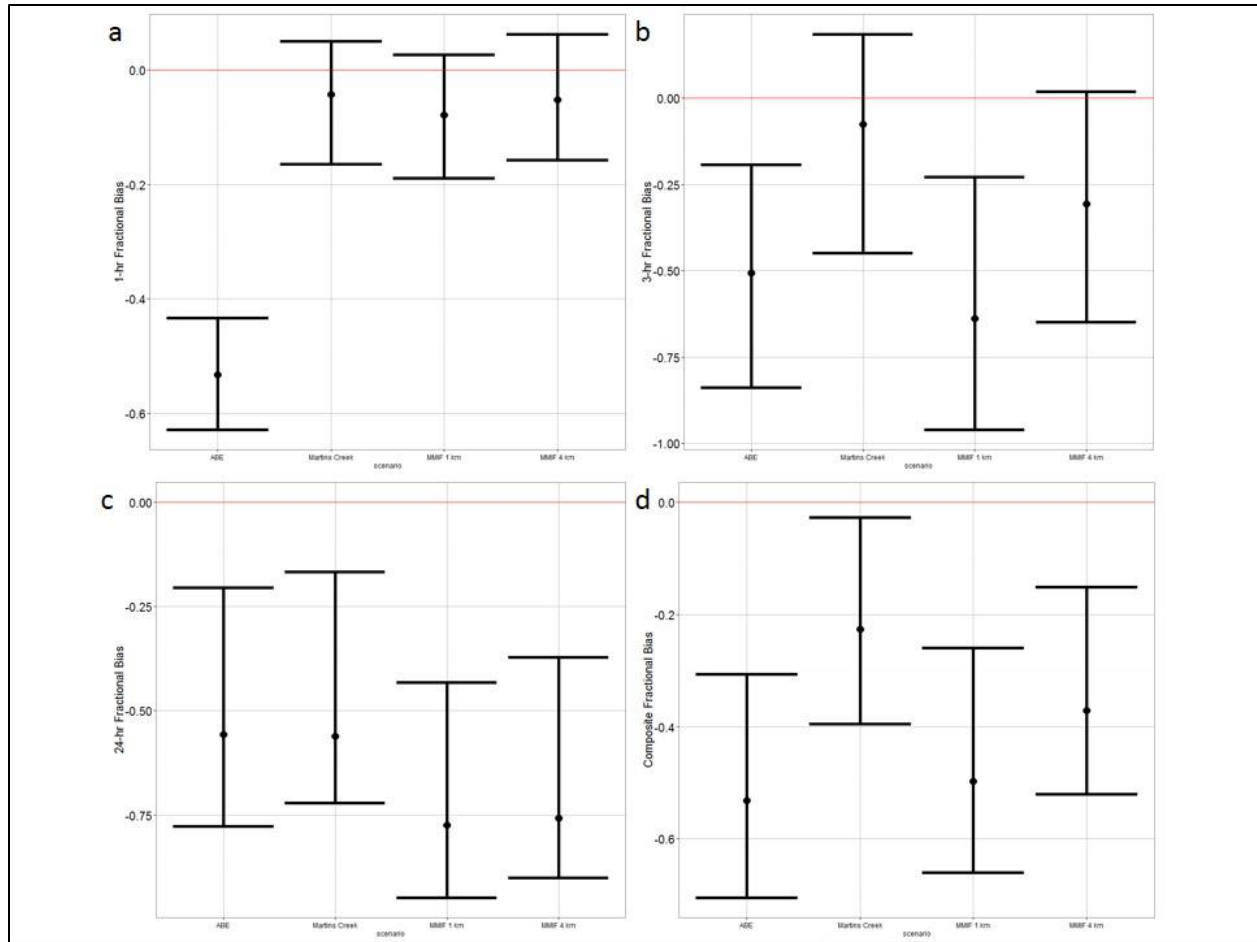 a
0.0
-0.2
-0.4
-0.6
1-hr Fractional Bias
ABE
Martins Creek
MMIF 1 km
MMIF 4 km
scenario
b
0.00
-0.25
-0.50
-0.75
-1.00
3-hr Fractional Bias
ABE
Martins Creek
MMIF 1 km
MMIF 4 km
scenario
c
0.00
-0.25
-0.50
-0.75
24-hr Fractional Bias
ABE
Martins Creek
MMIF 1 km
MMIF 4 km
scenario
d
0.0
-0.2
-0.4
-0.6
Composite Fractional Bias
ABE
Martins Creek
MMIF 1 km
MMIF 4 km
scenario